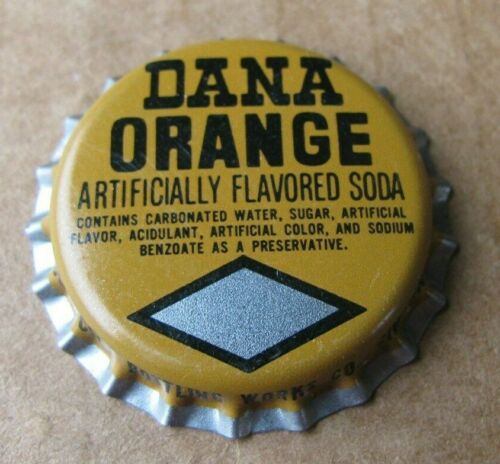 DANA
ORANGE
ARTIFICIALLY FLAVORED SODA
CONTAINS CARBONATED WATER, SUGAR, ARTIFICIAL
FLAVOR, ACIDULANT, ARTIFICIAL COLOR, AND SODIUM
BENZOATE AS A PRESERVATIVE.
BOTTLING WORKS CO.